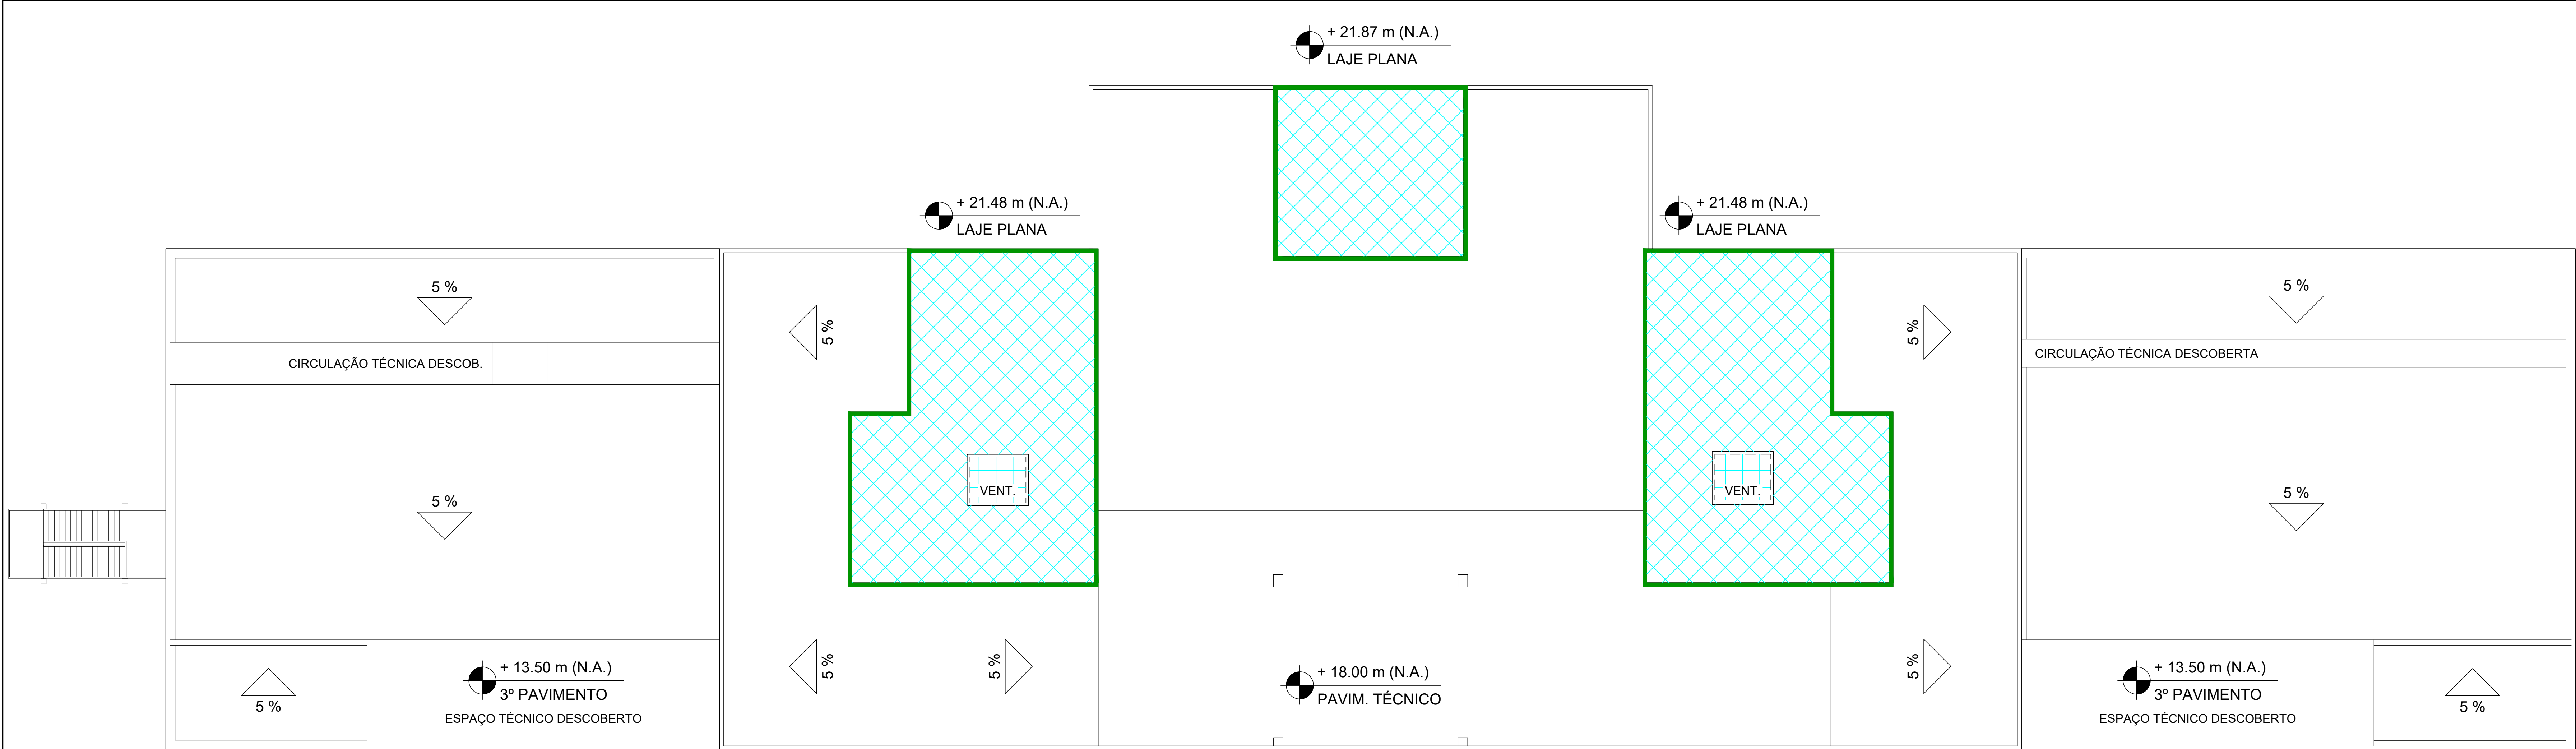 + 21.87 m (N.A.)
LAJE PLANA
+ 21.48 m (N.A.)
LAJE PLANA
+ 21.48 m (N.A.)
LAJE PLANA
5 %
5 %
5 %
5 %
CIRCULAÇÃO TÉCNICA DESCOB.
CIRCULAÇÃO TÉCNICA DESCOBERTA
VENT.
VENT.
5 %
5 %
5 %
5 %
5 %
5 %
+ 13.50 m (N.A.)
3º PAVIMENTO
ESPAÇO TÉCNICO DESCOBERTO
+ 18.00 m (N.A.)
PAVIM. TÉCNICO
+ 13.50 m (N.A.)
3º PAVIMENTO
ESPAÇO TÉCNICO DESCOBERTO
5 %